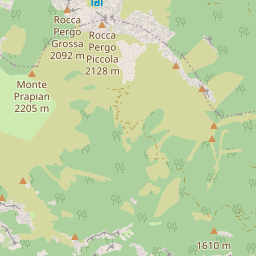 Rocca
Pergo
Grossa
2092 m
Rocca
Pergo
Piccola
2128 m
Monte
Prapian
2205 m
1610 m